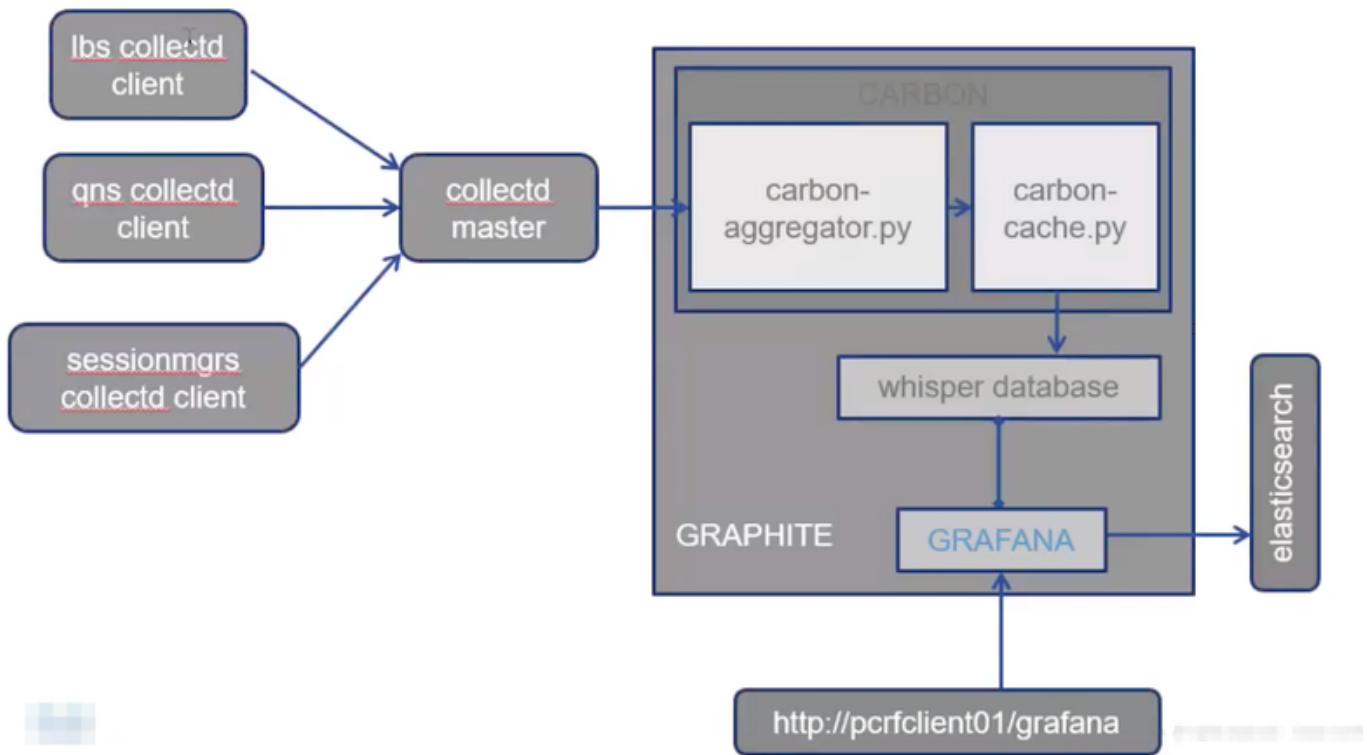 lbs collectd
client
qns collectd
client
sessionmgrs
collectd client
collectd
master
CARBON
carbon-
aggregator.py
carbon-
cache.py
whisper database
GRAPHITE
GRAFANA
elasticsearch
http://pcrfclient01/grafana